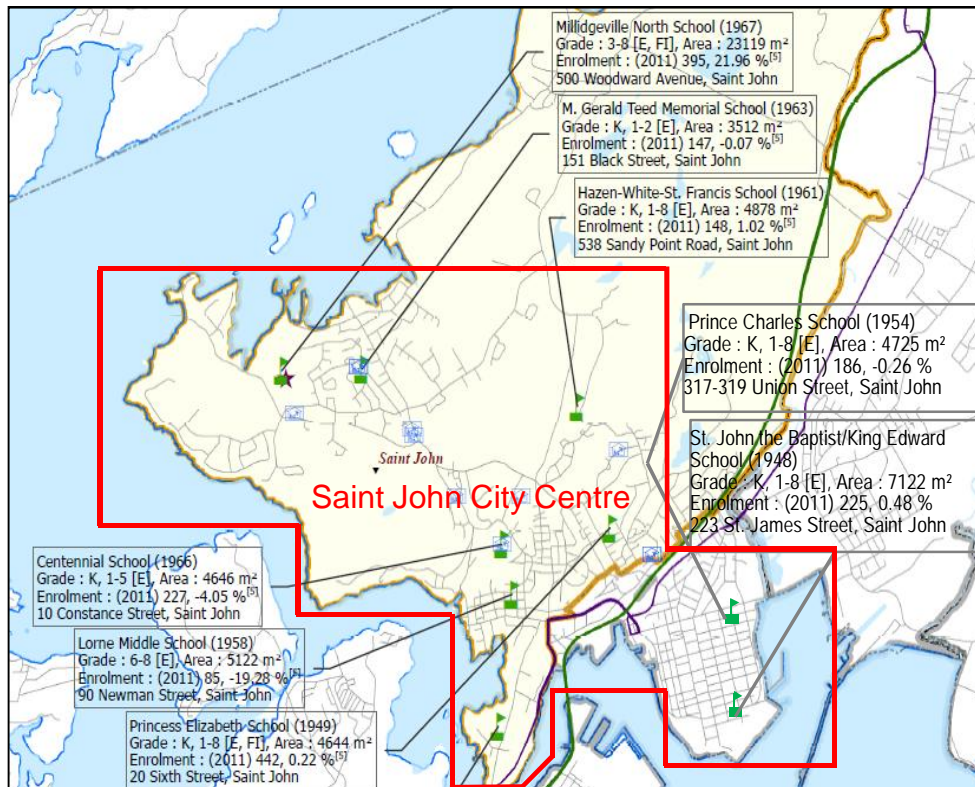 Millidgeville North School (1967)
Grade : 3-8 [E, FI], Area : 23119 m²
Enrolment : (2011) 395, 21.96 %[5]
500 Woodward Avenue, Saint John
M. Gerald Teed Memorial School (1963)
Grade : K, 1-2 [E], Area : 3512 m²
Enrolment : (2011) 147, -0.07 %[5]
151 Black Street, Saint John
Hazen-White-St. Francis School (1961)
Grade : K, 1-8 [E], Area : 4878 m²
Enrolment : (2011) 148, 1.02 %[5]
538 Sandy Point Road, Saint John
Prince Charles School (1954)
Grade : K, 1-8 [E], Area : 4725 m²
Enrolment : (2011) 186, -0.26 %
317-319 Union Street, Saint John
St. John the Baptist/King Edward
School (1948)
Grade : K, 1-8 [E], Area : 7122 m²
Enrolment : (2011) 225, 0.48 %
223 St. James Street, Saint John
Saint John
Saint John City Centre
Centennial School (1966)
Grade : K, 1-5 [E], Area : 4646 m²
Enrolment : (2011) 227, -4.05 %[5]
10 Constance Street, Saint John
Lorne Middle School (1958)
Grade : 6-8 [E], Area : 5122 m²
Enrolment : (2011) 85, -19.28 %[5]
90 Newman Street, Saint John
Princess Elizabeth School (1949)
Grade : K, 1-8 [E, FI], Area : 4644 m²
Enrolment : (2011) 442, 0.22 %[5]
20 Sixth Street, Saint John